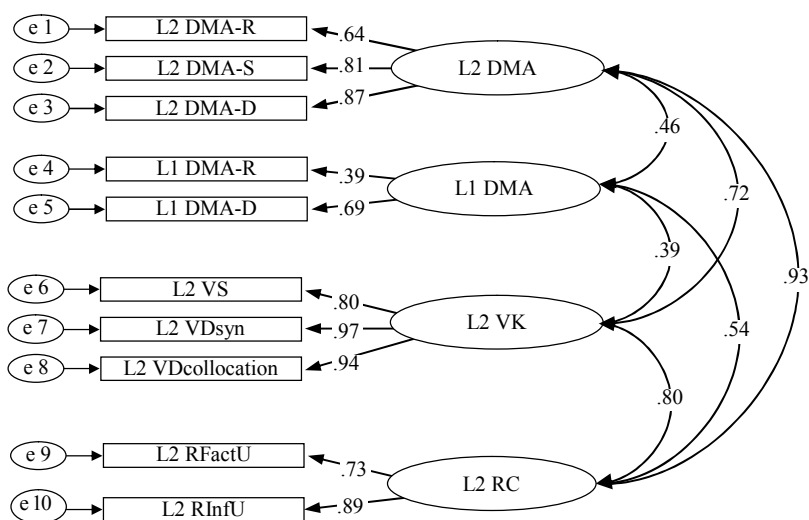 e 1 L2 DMA-R .64
e 2 L2 DMA-S .81 L2 DMA
e 3 L2 DMA-D .87
.46
e 4 L1 DMA-R .39 L1 DMA
e 5 L1 DMA-D .69
.72
.39
.93
e 6 L2 VS .80
e 7 L2 VDsyn .97 L2 VK
.54
e 8 L2 VDcollocation .94
.80
e 9 L2 RFactU .73
L2 RC
e 10 L2 RInfU .89